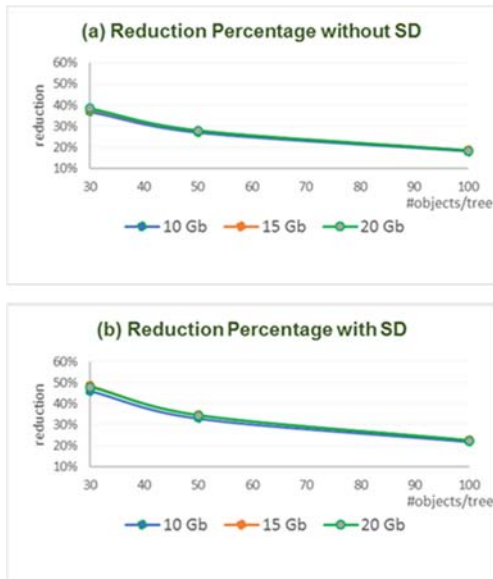 (a) Reduction Percentage without SD
reduction
60%
50%
40%
30%
20%
10%
30 40 50 60 70 80 90 100
#objects/tree
10 Gb 15 Gb 20 Gb
(b) Reduction Percentage with SD
reduction
60%
50%
40%
30%
20%
10%
30 40 50 60 70 80 90 100
#objects/tree
10 Gb 15 Gb 20 Gb